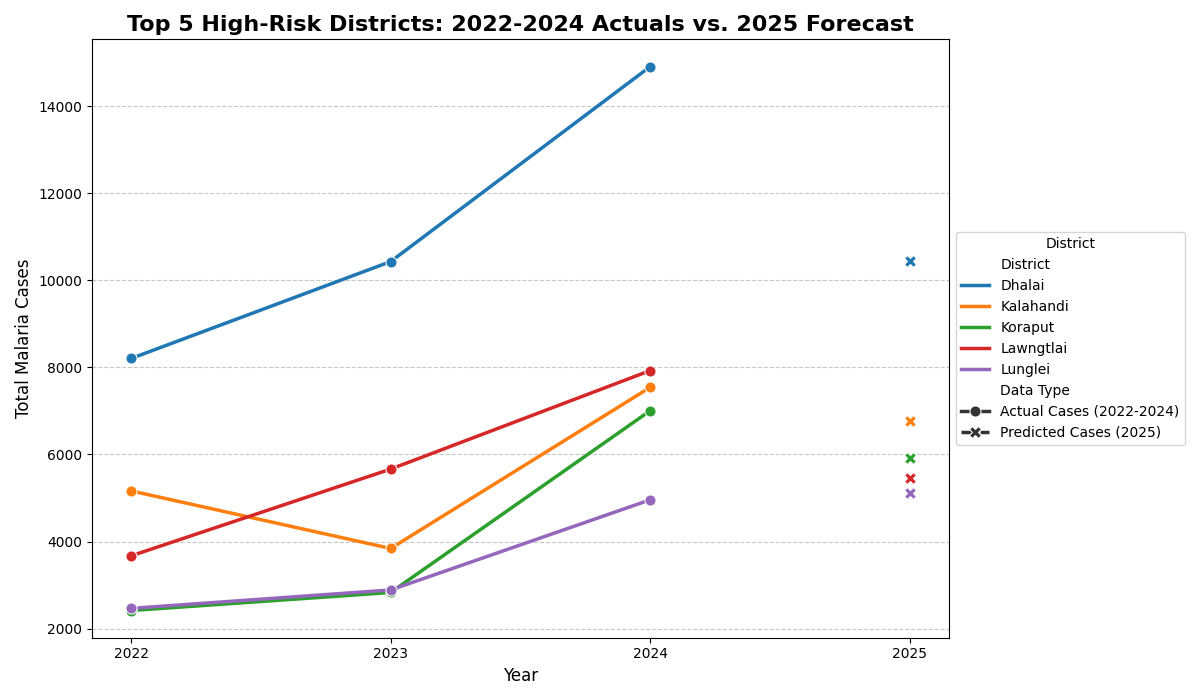 Top 5 High-Risk Districts: 2022-2024 Actuals vs. 2025 Forecast
Total Malaria Cases
14000
12000
10000
8000
6000
4000
2000
2022
2023
2024
2025
Year
District
District
Dhalai
Kalahandi
Koraput
Lawngtlai
Lunglei
Data Type
Actual Cases (2022-2024)
Predicted Cases (2025)